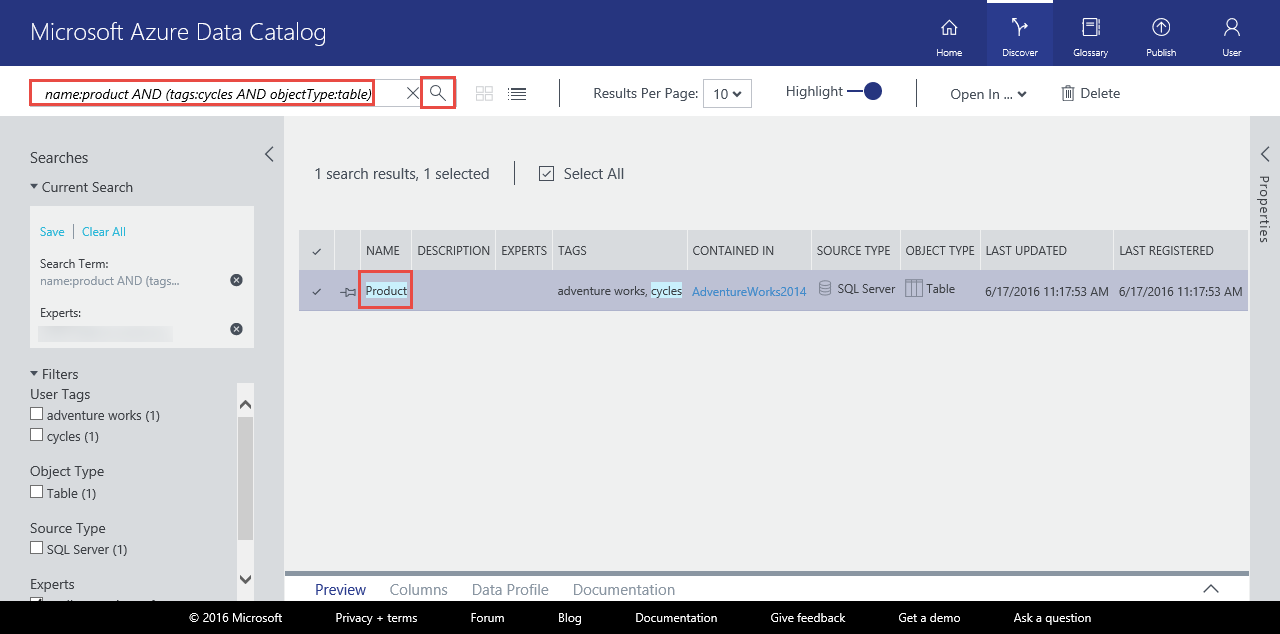 Microsoft Azure Data Catalog
Home
Discover
Glossary
Publish
User
name:product AND (tags:cycles AND objectType:table)
Results Per Page: 10
Highlight
Open In ...
Delete
Searches
Current Search
Save | Clear All
Search Term:
name:product AND (tags...
Experts:
Filters
User Tags
adventure works (1)
cycles (1)
Object Type
Table (1)
Source Type
SQL Server (1)
Experts
1 search results, 1 selected
Select All
NAME DESCRIPTION EXPERTS TAGS CONTAINED IN SOURCE TYPE OBJECT TYPE LAST UPDATED LAST REGISTERED
Product adventure works, cycles AdventureWorks2014 SQL Server Table 6/17/2016 11:17:53 AM 6/17/2016 11:17:53 AM
Properties
Preview Columns Data Profile Documentation
© 2016 Microsoft Privacy + terms Forum Blog Documentation Give feedback Get a demo Ask a question